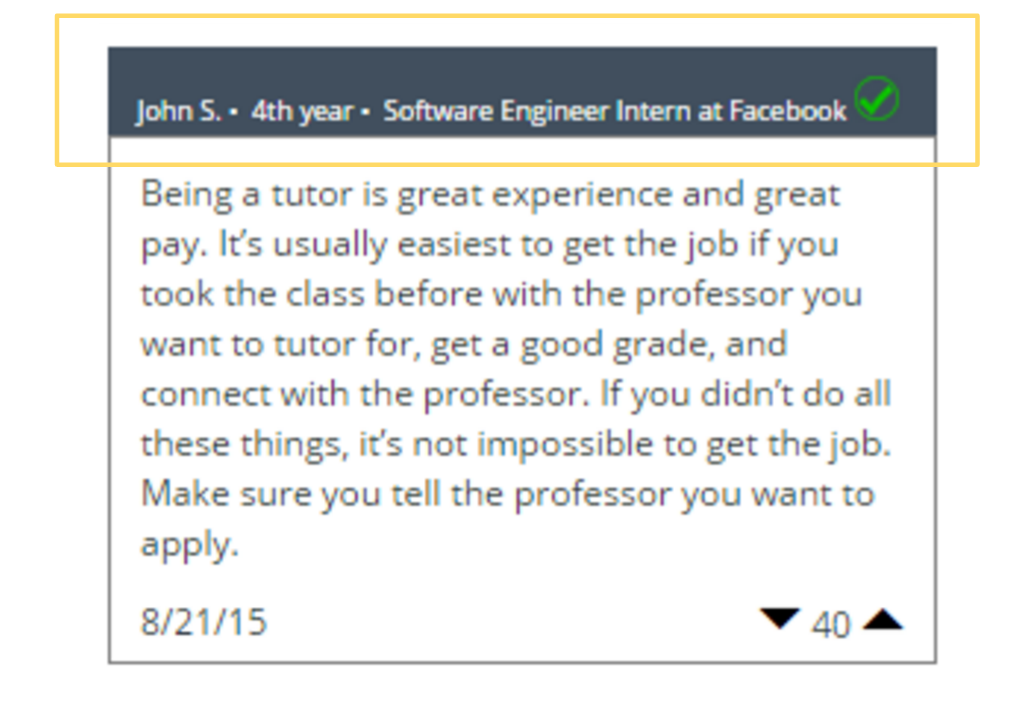 John S. • 4th year • Software Engineer Intern at Facebook
Being a tutor is great experience and great
pay. It’s usually easiest to get the job if you
took the class before with the professor you
want to tutor for, get a good grade, and
connect with the professor. If you didn’t do all
these things, it’s not impossible to get the job.
Make sure you tell the professor you want to
apply.
8/21/15 ▼ 40 ▲